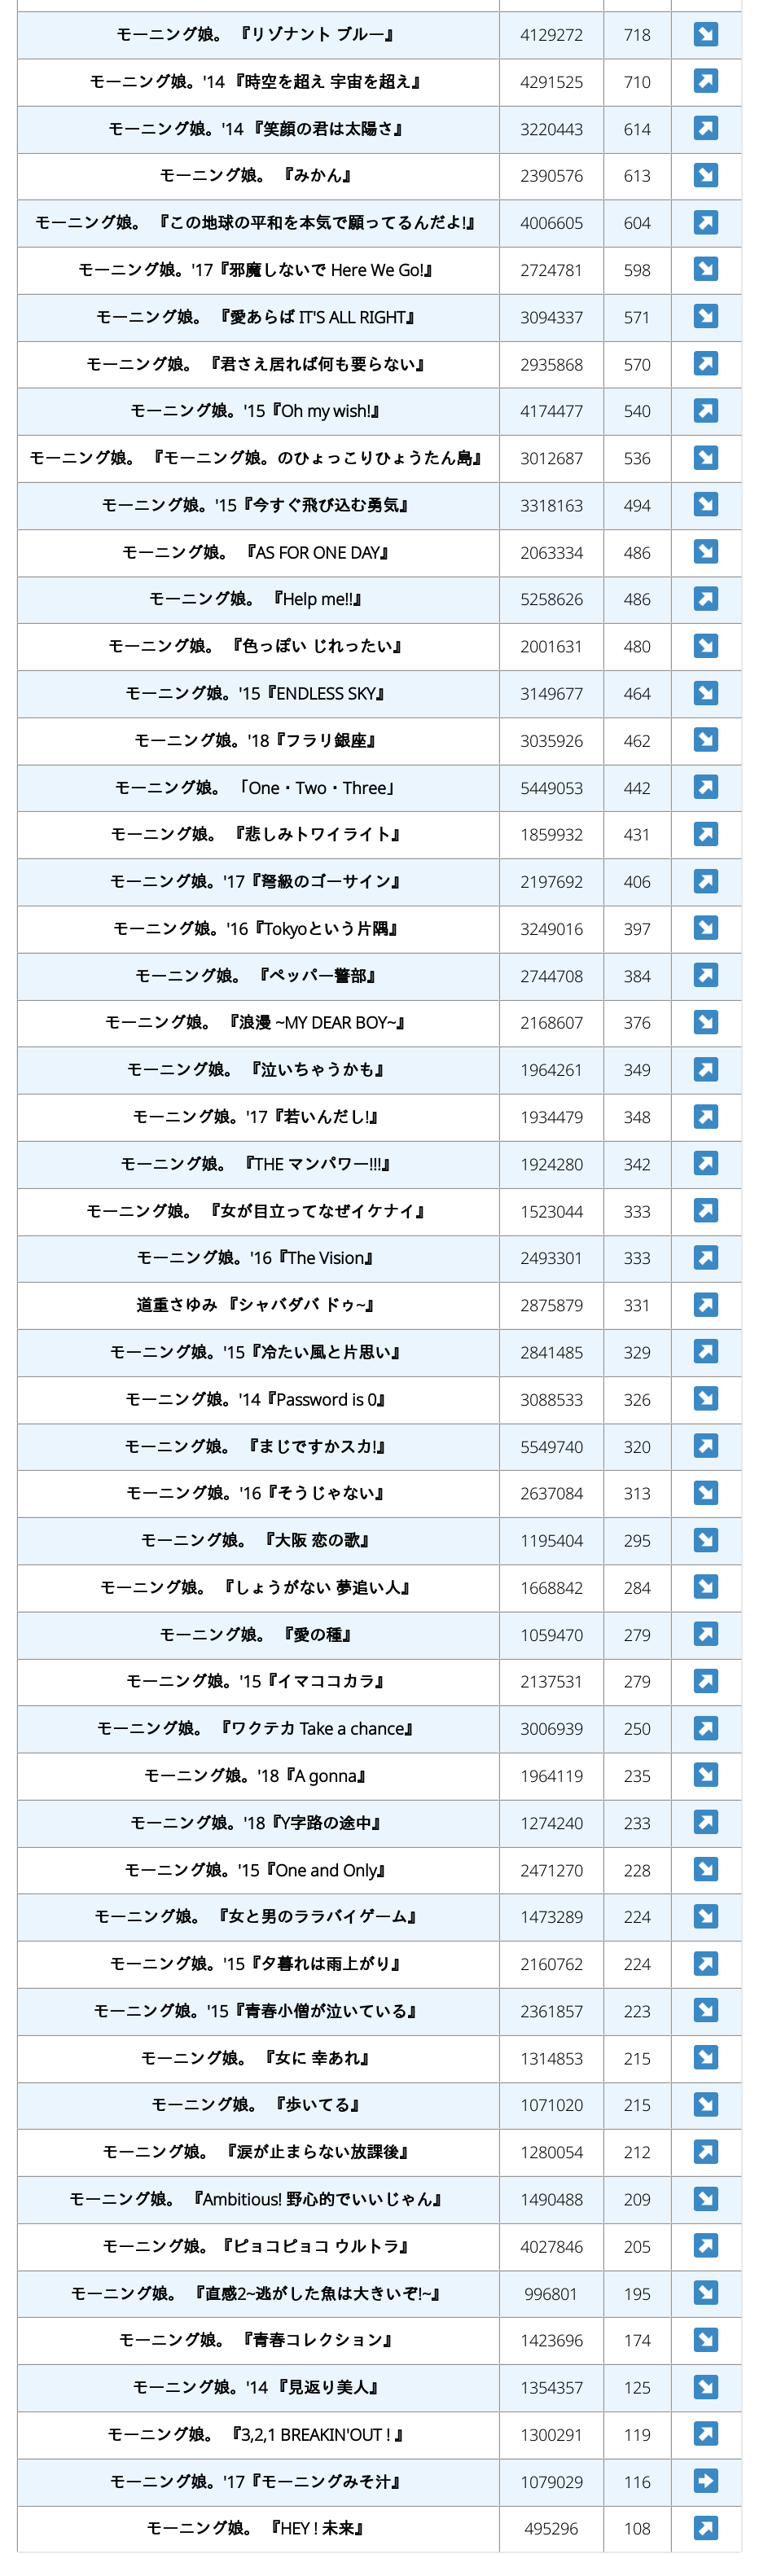 モーニング娘。 『リゾナント ブルー』 4129272 718 ↘
モーニング娘。'14 『時空を超え 宇宙を超え』 4291525 710 ↗
モーニング娘。'14 『笑顔の君は太陽さ』 3220443 614 ↗
モーニング娘。 『みかん』 2390576 613 ↘
モーニング娘。 『この地球の平和を本気で願ってるんだよ!』 4006605 604 ↗
モーニング娘。'17『邪魔しないで Here We Go!』 2724781 598 ↘
モーニング娘。 『愛あらば IT'S ALL RIGHT』 3094337 571 ↘
モーニング娘。 『君さえ居れば何も要らない』 2935868 570 ↗
モーニング娘。'15『Oh my wish!』 4174477 540 ↗
モーニング娘。 『モーニング娘。のひょっこりひょうたん島』 3012687 536 ↘
モーニング娘。'15『今すぐ飛び込む勇気』 3318163 494 ↘
モーニング娘。 『AS FOR ONE DAY』 2063334 486 ↘
モーニング娘。 『Help me!!』 5258626 486 ↗
モーニング娘。 『色っぽい じれったい』 2001631 480 ↘
モーニング娘。'15『ENDLESS SKY』 3149677 464 ↘
モーニング娘。'18『フラリ銀座』 3035926 462 ↘
モーニング娘。 「One・Two・Three」 5449053 442 ↗
モーニング娘。 『悲しみトワイライト』 1859932 431 ↗
モーニング娘。'17『弩級のゴーサイン』 2197692 406 ↗
モーニング娘。'16『Tokyoという片隅』 3249016 397 ↘
モーニング娘。 『ペッパー警部』 2744708 384 ↗
モーニング娘。 『浪漫 ~MY DEAR BOY~』 2168607 376 ↘
モーニング娘。 『泣いちゃうかも』 1964261 349 ↗
モーニング娘。'17『若いんだし!』 1934479 348 ↗
モーニング娘。 『THE マンパワー!!!』 1924280 342 ↗
モーニング娘。 『女が目立ってなぜイケナイ』 1523044 333 ↗
モーニング娘。'16『The Vision』 2493301 333 ↗
道重さゆみ 『シャバダバ ドゥ~』 2875879 331 ↗
モーニング娘。'15『冷たい風と片思い』 2841485 329 ↗
モーニング娘。'14『Password is 0』 3088533 326 ↘
モーニング娘。 『まじですかスカ!』 5549740 320 ↗
モーニング娘。'16『そうじゃない』 2637084 313 ↘
モーニング娘。 『大阪 恋の歌』 1195404 295 ↘
モーニング娘。 『しょうがない 夢追い人』 1668842 284 ↘
モーニング娘。 『愛の種』 1059470 279 ↗
モーニング娘。'15『イマココカラ』 2137531 279 ↗
モーニング娘。 『ワクテカ Take a chance』 3006939 250 ↗
モーニング娘。'18『A gonna』 1964119 235 ↘
モーニング娘。'18『Y字路の途中』 1274240 233 ↗
モーニング娘。'15『One and Only』 2471270 228 ↘
モーニング娘。 『女と男のララバイゲーム』 1473289 224 ↘
モーニング娘。'15『夕暮れは雨上がり』 2160762 224 ↗
モーニング娘。'15『青春小僧が泣いている』 2361857 223 ↘
モーニング娘。 『女に 幸あれ』 1314853 215 ↘
モーニング娘。 『歩いてる』 1071020 215 ↘
モーニング娘。 『涙が止まらない放課後』 1280054 212 ↗
モーニング娘。 『Ambitious! 野心的でいいじゃん』 1490488 209 ↘
モーニング娘。『ピョコピョコ ウルトラ』 4027846 205 ↗
モーニング娘。 『直感2~逃がした魚は大きいぞ!~』 996801 195 ↘
モーニング娘。 『青春コレクション』 1423696 174 ↘
モーニング娘。'14 『見返り美人』 1354357 125 ↘
モーニング娘。 『3,2,1 BREAKIN'OUT ! 』 1300291 119 ↗
モーニング娘。'17『モーニングみそ汁』 1079029 116 ➡
モーニング娘。 『HEY ! 未来』 495296 108 ↗